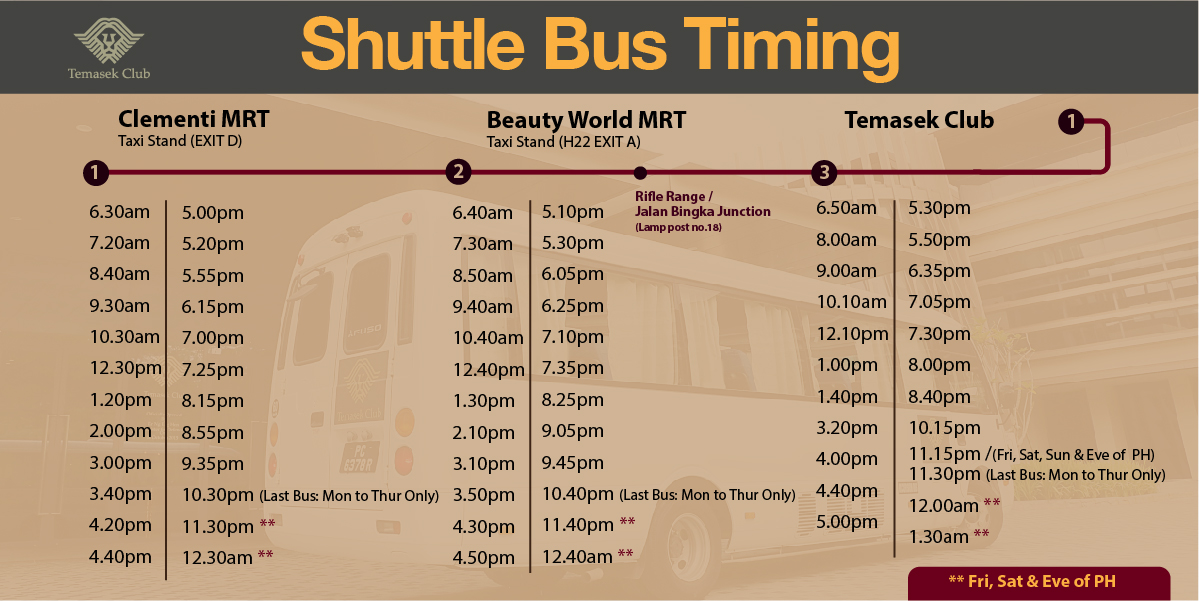 Temasek Club
Shuttle Bus Timing
Clementi MRT
Taxi Stand (EXIT D)
Beauty World MRT
Taxi Stand (H22 EXIT A)
Temasek Club
1
1
2
3
Rifle Range /
Jalan Bingka Junction
(Lamp post no.18)
6.30am 5.00pm
7.20am 5.20pm
8.40am 5.55pm
9.30am 6.15pm
10.30am 7.00pm
12.30pm 7.25pm
1.20pm 8.15pm
2.00pm 8.55pm
3.00pm 9.35pm
3.40pm 10.30pm (Last Bus: Mon to Thur Only)
4.20pm 11.30pm **
4.40pm 12.30am **
6.40am 5.10pm
7.30am 5.30pm
8.50am 6.05pm
9.40am 6.25pm
10.40am 7.10pm
12.40pm 7.35pm
1.30pm 8.25pm
2.10pm 9.05pm
3.10pm 9.45pm
3.50pm 10.40pm (Last Bus: Mon to Thur Only)
4.30pm 11.40pm **
4.50pm 12.40am **
6.50am 5.30pm
8.00am 5.50pm
9.00am 6.35pm
10.10am 7.05pm
12.10pm 7.30pm
1.00pm 8.00pm
1.40pm 8.40pm
3.20pm 10.15pm
4.00pm 11.15pm /(Fri, Sat, Sun & Eve of PH)
11.30pm (Last Bus: Mon to Thur Only)
4.40pm 12.00am **
5.00pm 1.30am **
** Fri, Sat & Eve of PH
Temasek Club